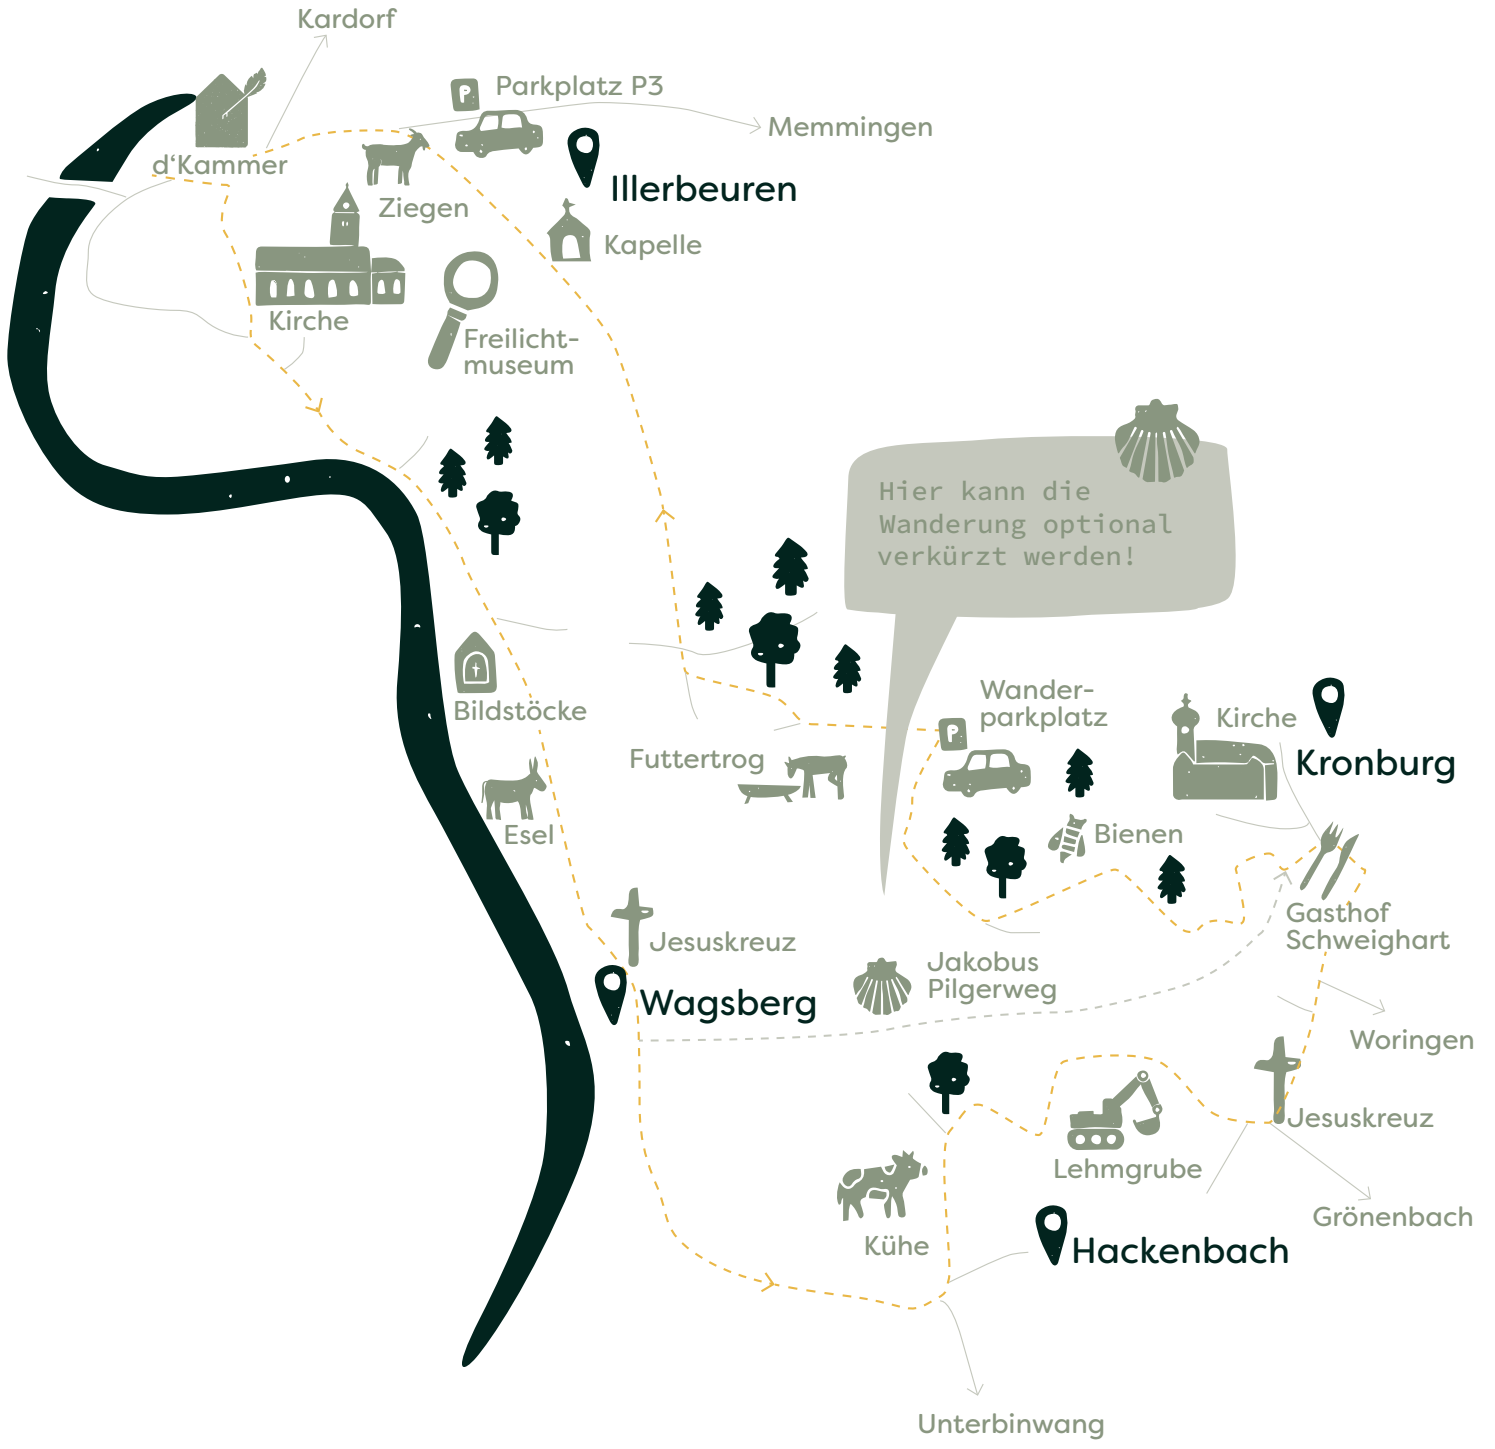 Kardorf
P
Parkplatz P3
Memmingen
d‘Kammer
Illerbeuren
Ziegen
Kapelle
Kirche
Freilicht-
museum
Hier kann die
Wanderung optional
verkürzt werden!
Bildstöcke
Wander-
parkplatz
P
Kirche
Kronburg
Futtertrog
Esel
Bienen
Gasthof
Schweighart
Jesuskreuz
Jakobus
Pilgerweg
Wagsberg
Woringen
Jesuskreuz
Lehmgrube
Grönenbach
Kühe
Hackenbach
Unterbinwang